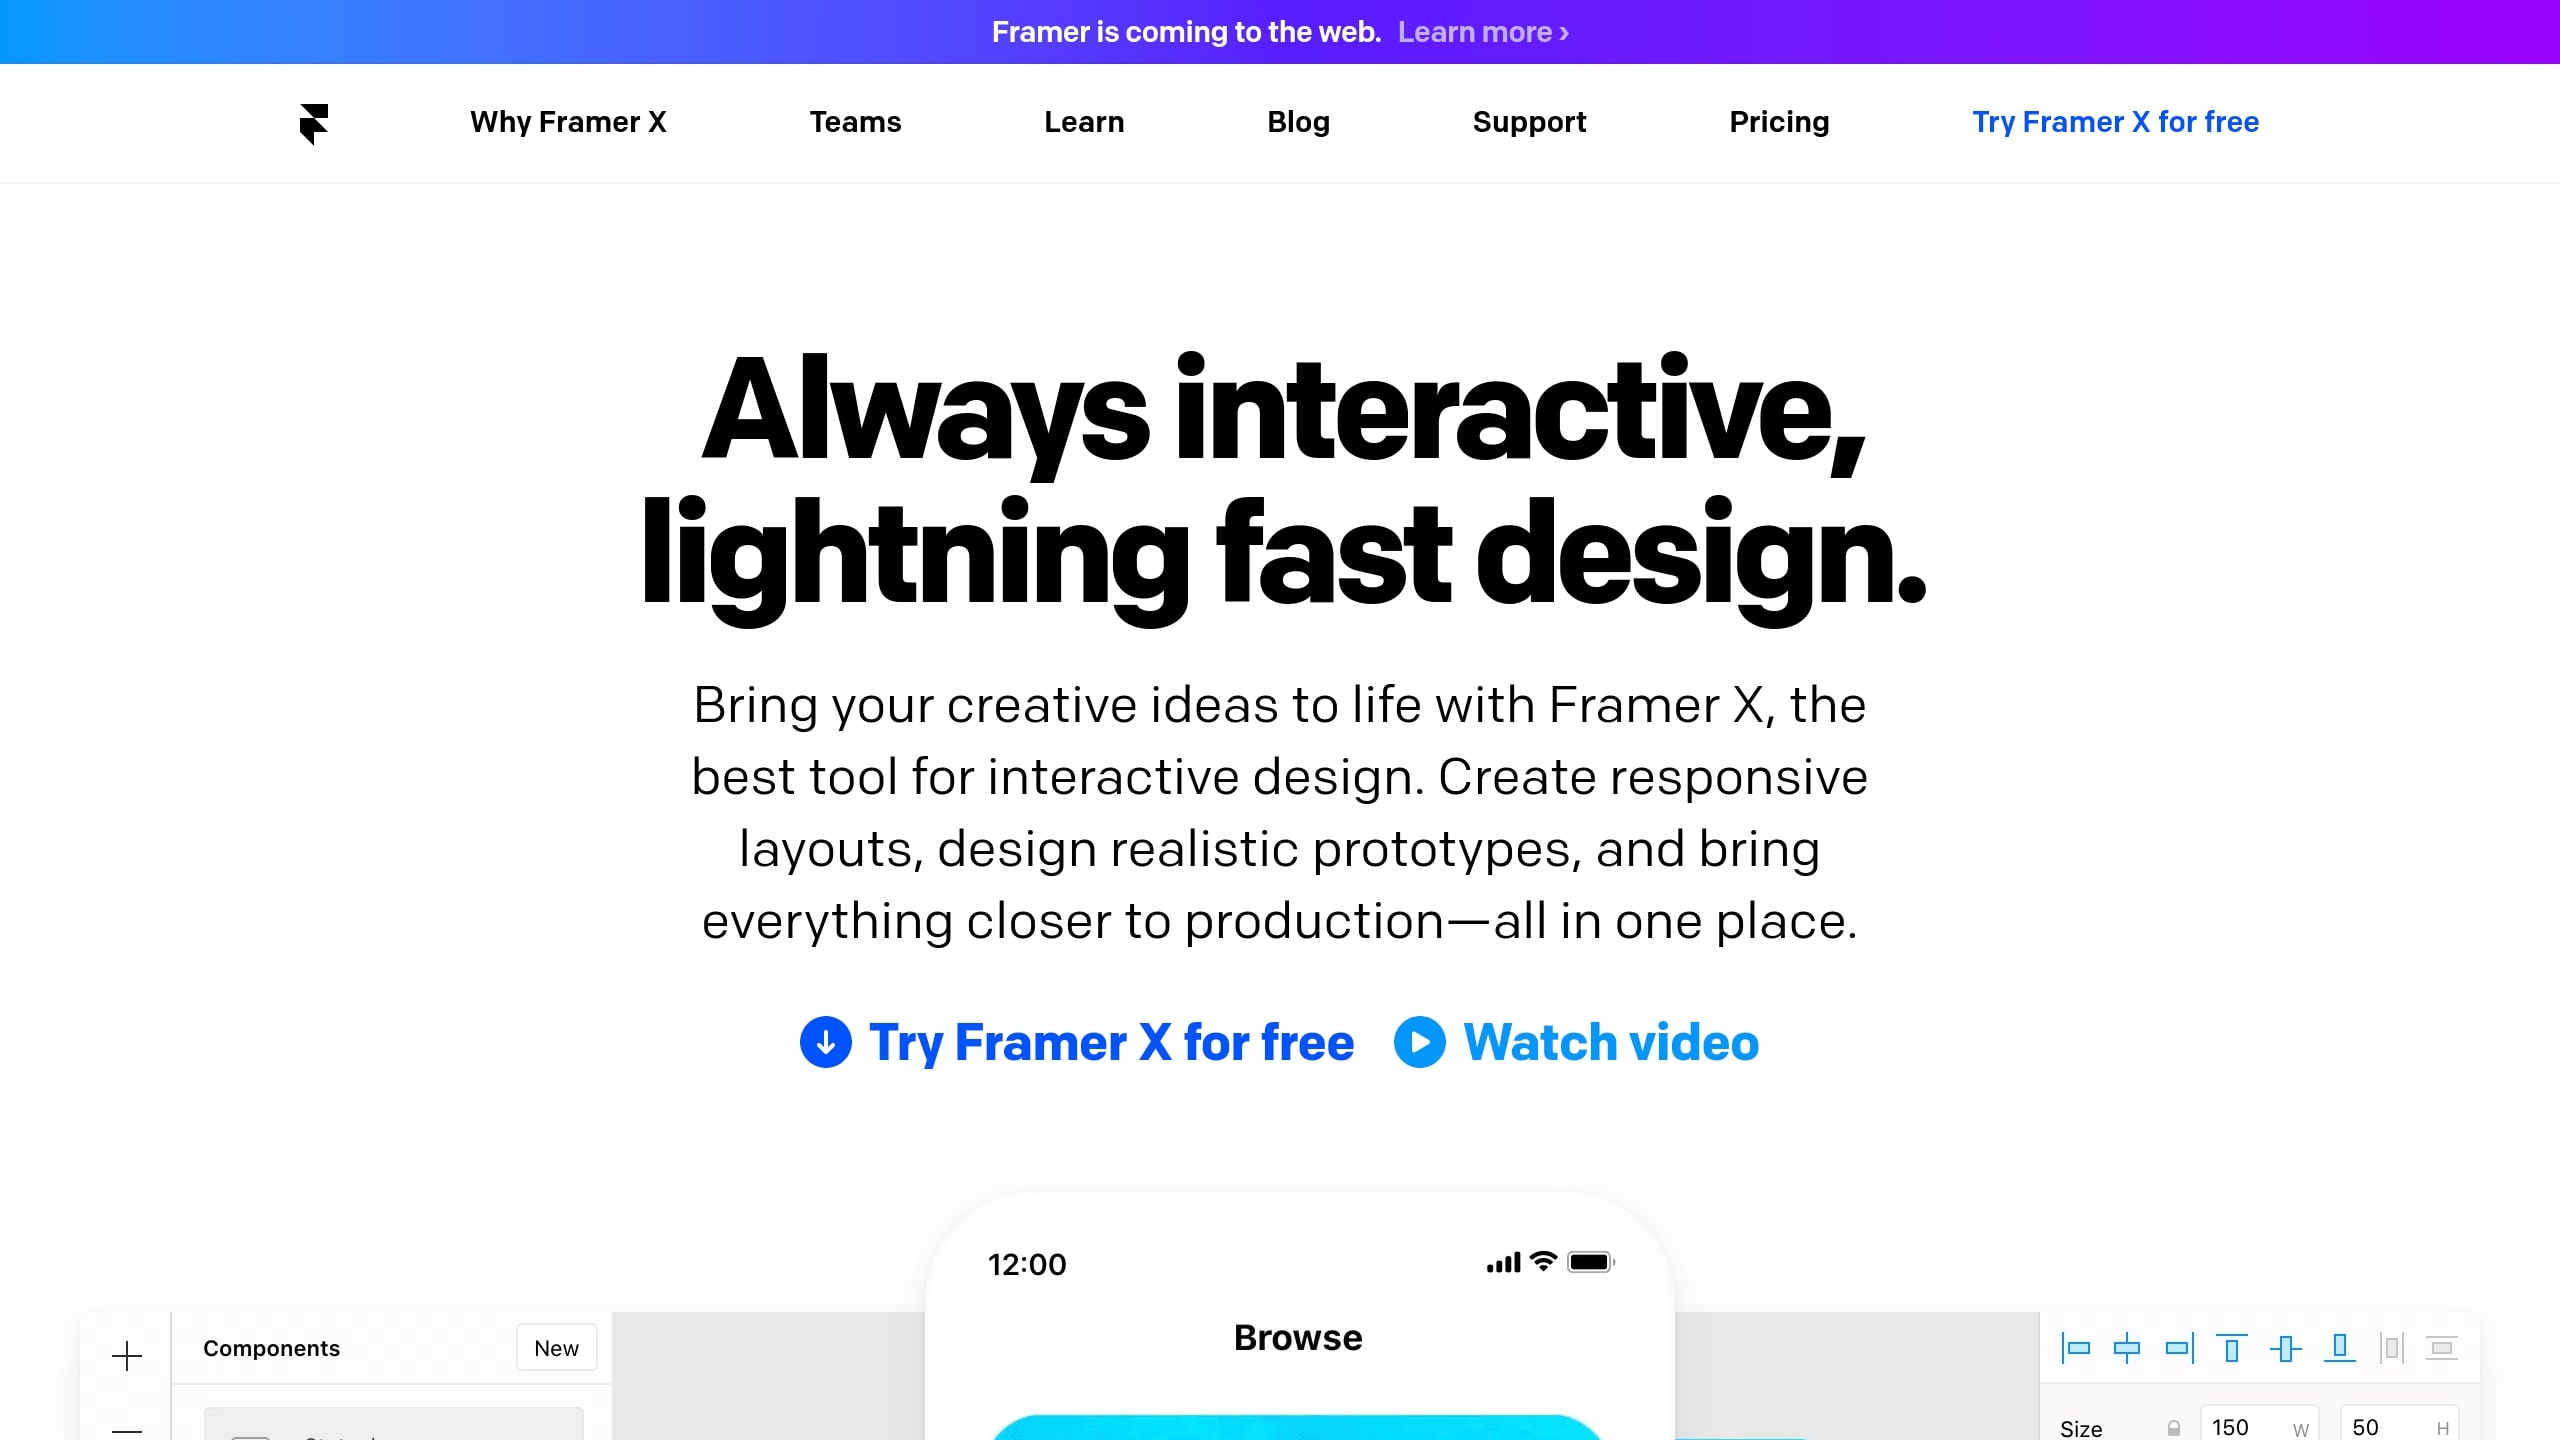 Framer is coming to the web. Learn more ›
Why Framer X Teams Learn Blog Support Pricing Try Framer X for free
Always interactive,
lightning fast design.
Bring your creative ideas to life with Framer X, the
best tool for interactive design. Create responsive
layouts, design realistic prototypes, and bring
everything closer to production—all in one place.
Try Framer X for free Watch video
12:00
Browse
Components New
Size 150 W 50 H